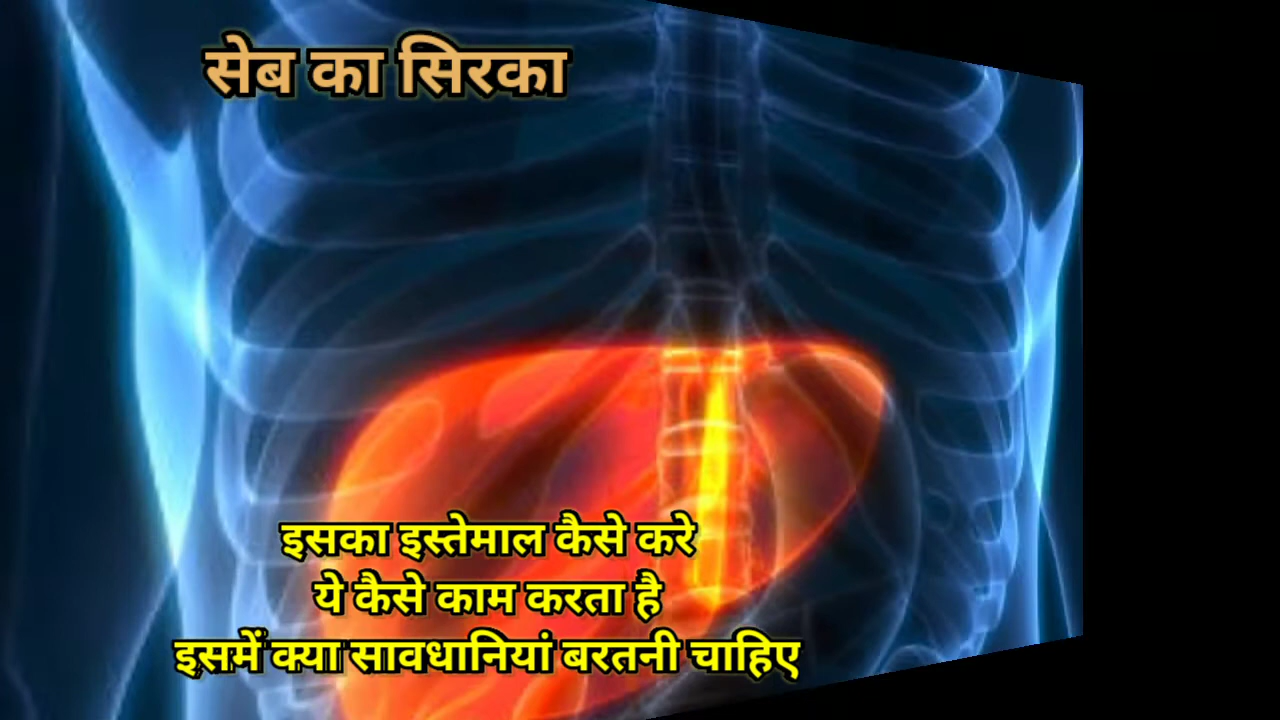 सेब का सिरका
इसका इस्तेमाल कैसे करे
ये कैसे काम करता है
इसमें क्या सावधानियां बरतनी चाहिए